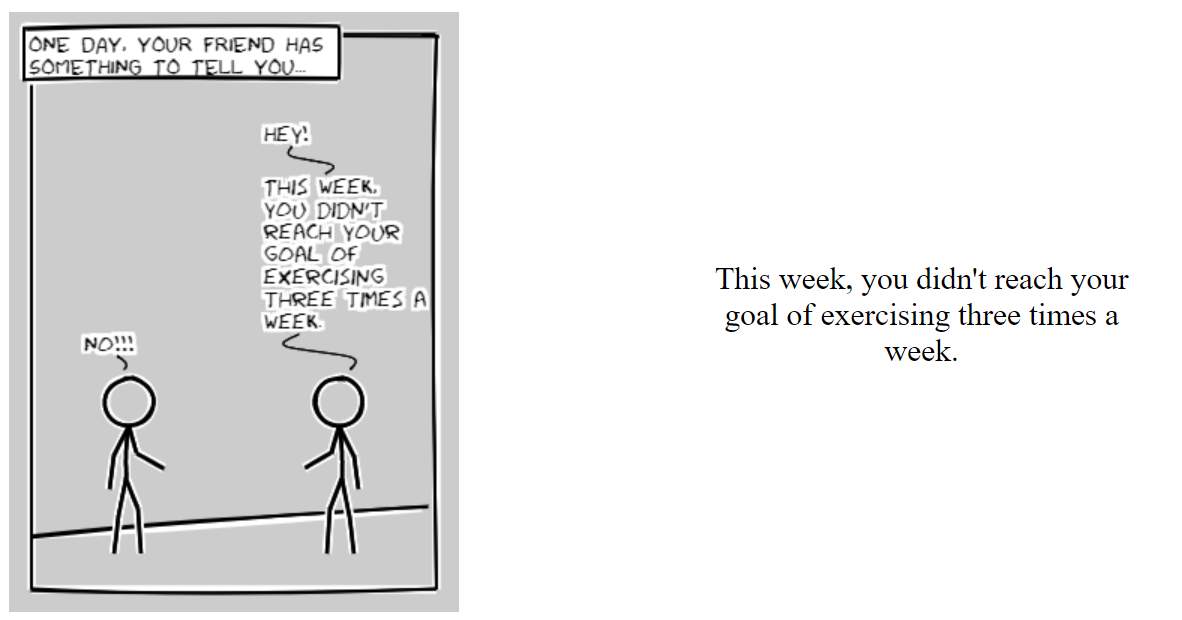 ONE DAY, YOUR FRIEND HAS
SOMETHING TO TELL YOU...
HEY!
THIS WEEK,
YOU DIDN'T
REACH YOUR
GOAL OF
EXERCISING
THREE TIMES A
WEEK.
NO!!!
This week, you didn't reach your
goal of exercising three times a
week.